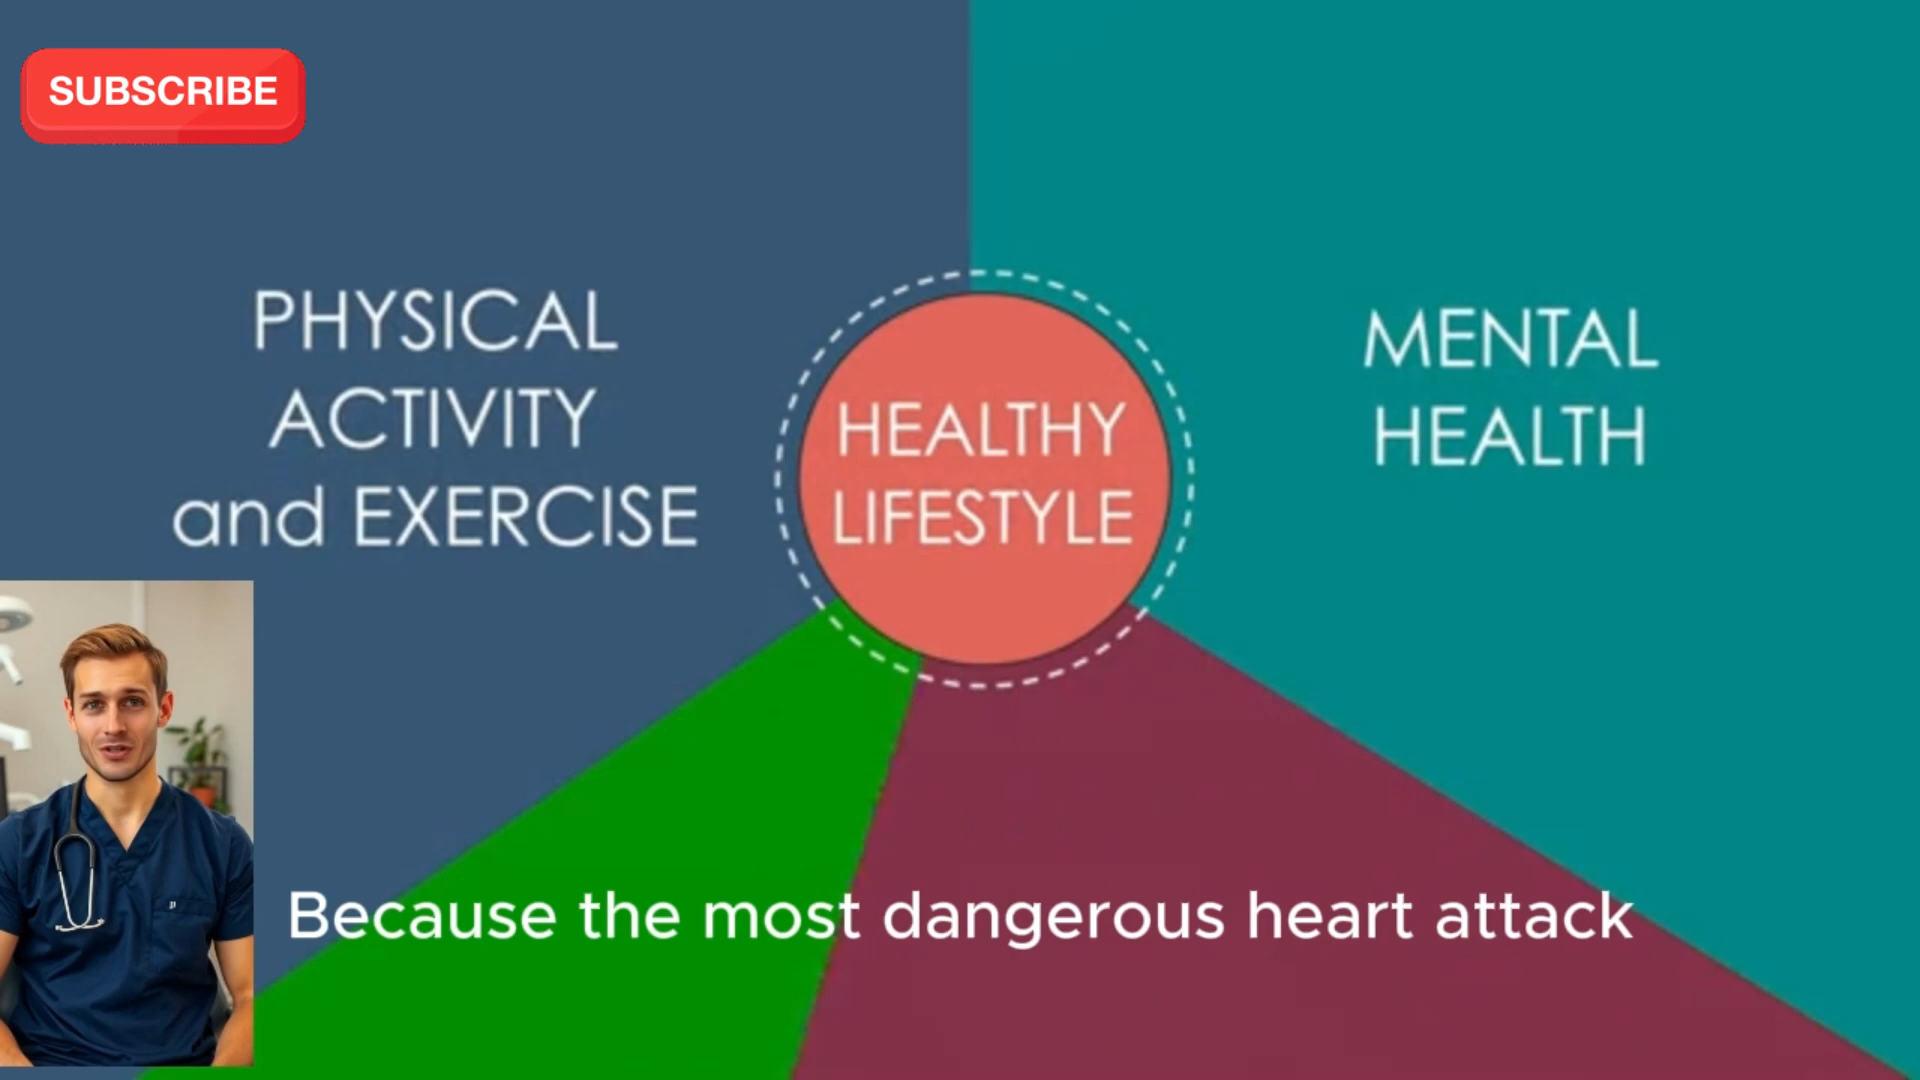 SUBSCRIBE
PHYSICAL
ACTIVITY
and EXERCISE
HEALTHY
LIFESTYLE
MENTAL
HEALTH
Because the most dangerous heart attack